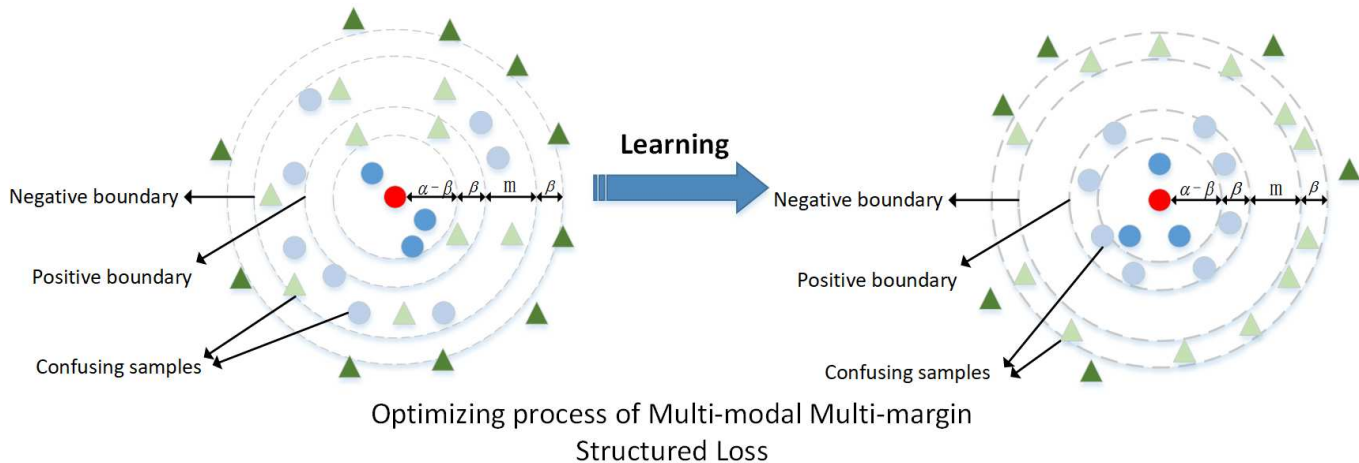 Learning
α-β β m β
α-β β m β
Negative boundary
Negative boundary
Positive boundary
Positive boundary
Confusing samples
Confusing samples
Optimizing process of Multi-modal Multi-margin
Structured Loss